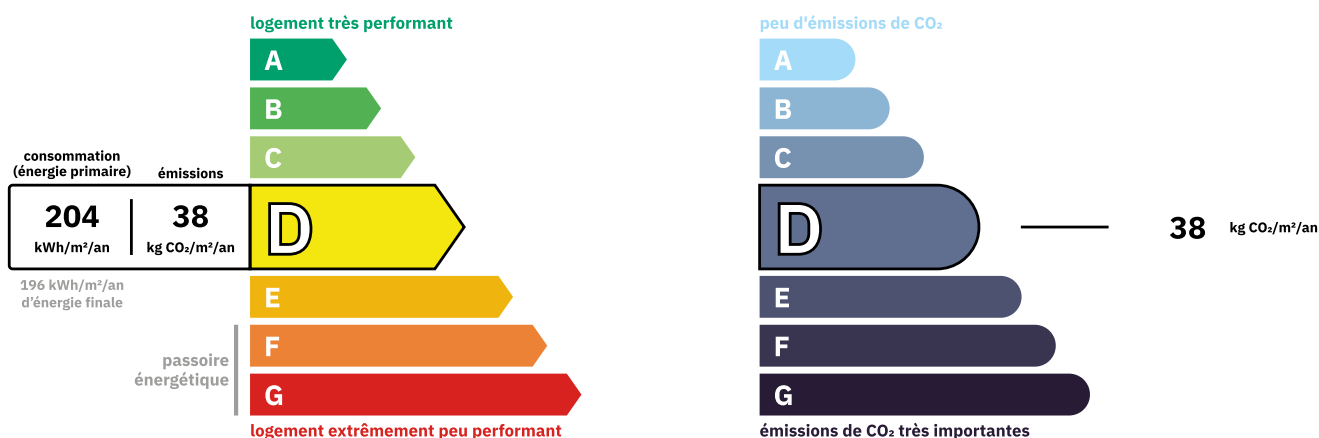 logement très performant
A
B
C
consommation
(énergie primaire)
émissions
204
kWh/m²/an
38
kg CO₂/m²/an
D
196 kWh/m²/an
d'énergie finale
E
passoire
énergétique
F
G
logement extrêmement peu performant
peu d'émissions de CO₂
A
B
C
D
38 kg CO₂/m²/an
E
F
G
émissions de CO₂ très importantes